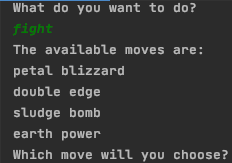 What do you want to do?
fight
The available moves are:
petal blizzard
double edge
sludge bomb
earth power
Which move will you choose?